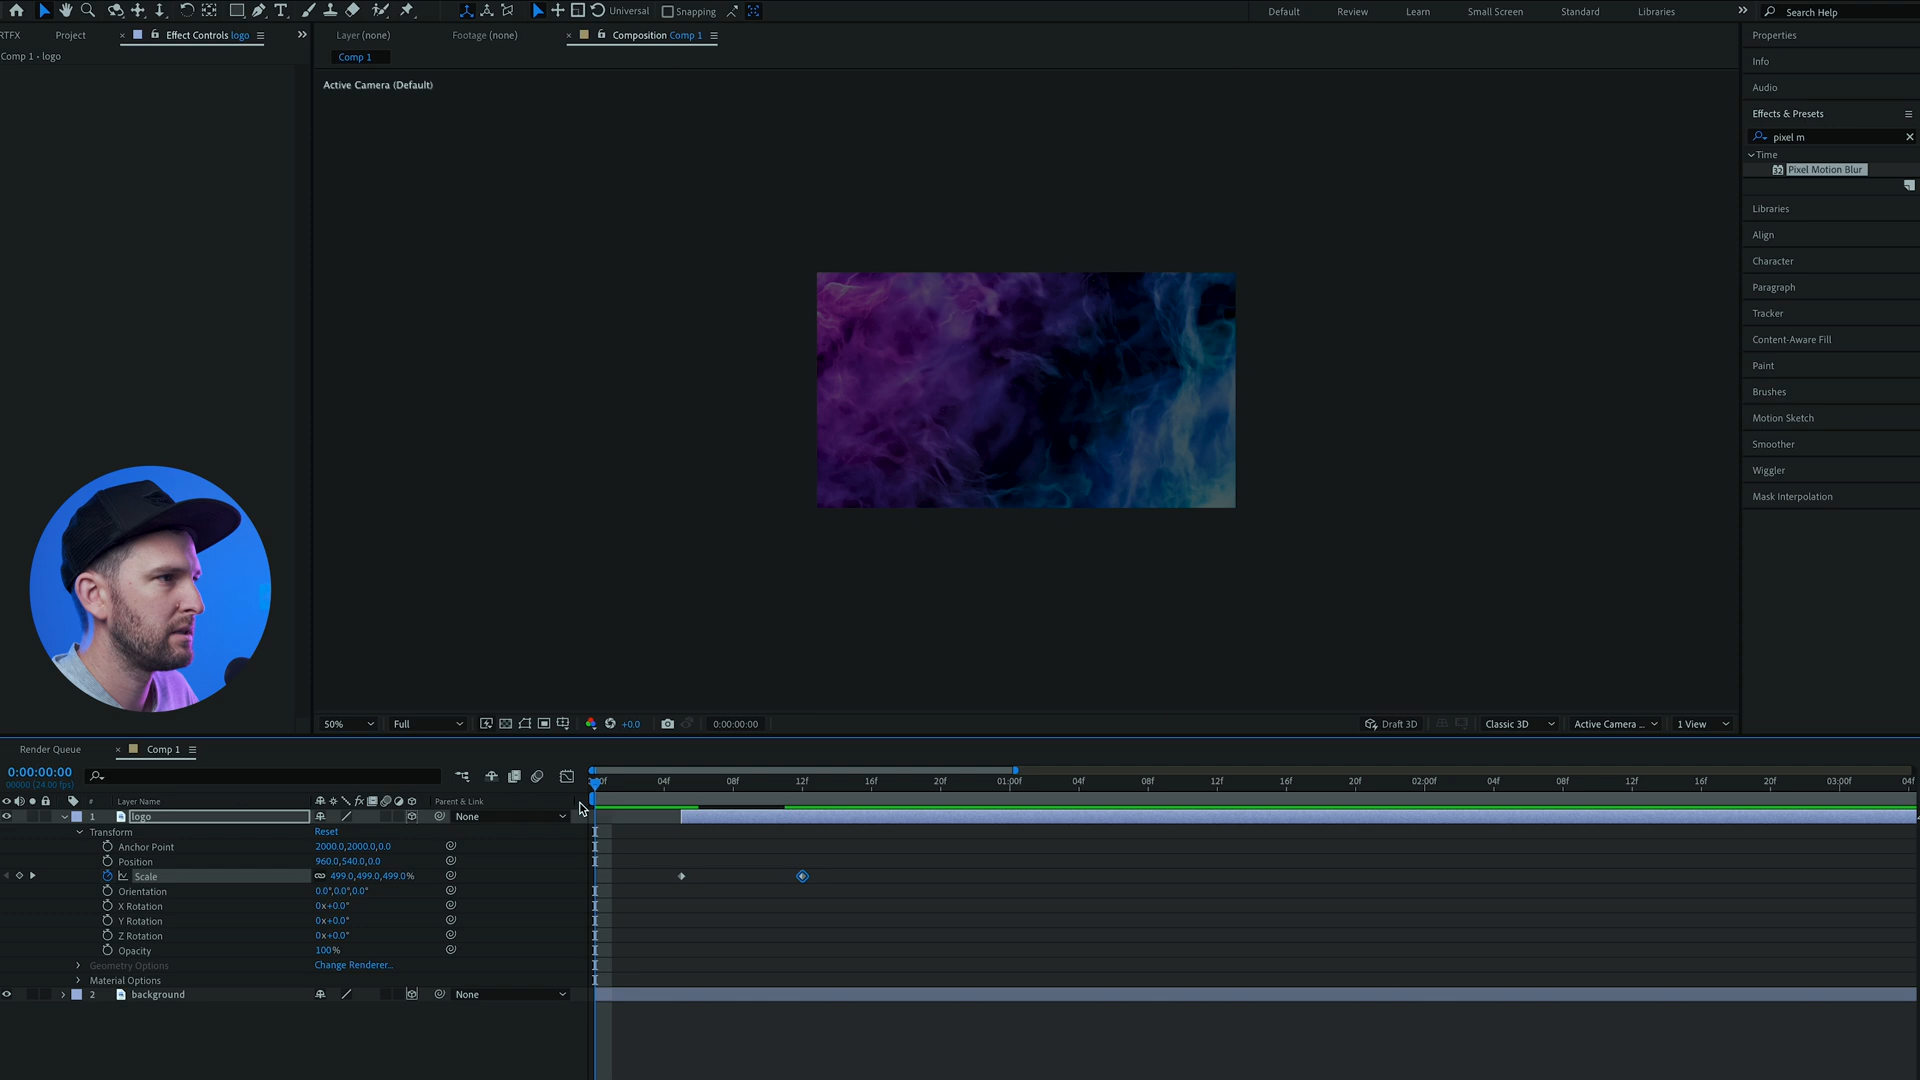 Universal
Snapping
Default
Review
Learn
Small Screen
Standard
Libraries
Search Help
RTFX
Project
Effect Controls logo
Layer (none)
Footage (none)
Composition Comp 1
Properties
Comp 1 • logo
Comp 1
Info
Active Camera (Default)
Audio
Effects & Presets
pixel m
Time
32
Pixel Motion Blur
Libraries
Align
Character
Paragraph
Tracker
Content-Aware Fill
Paint
Brushes
Motion Sketch
Smoother
Wiggler
Mask Interpolation
50%
Full
+0.0
0:00:00:00
Draft 3D
Classic 3D
Active Camera ...
1 View
Render Queue
Comp 1
0:00:00:00
00000 (24.00 fps)
04f
08f
12f
16f
20f
01:00f
04f
08f
12f
16f
20f
02:00f
04f
08f
12f
16f
20f
03:00f
04f
#
Layer Name
fx
Parent & Link
1
logo
None
Transform
Reset
Anchor Point
2000.0,2000.0,0.0
Position
960.0,540.0,0.0
Scale
499.0,499.0,499.0%
Orientation
0.0°,0.0°,0.0°
X Rotation
0x+0.0°
Y Rotation
0x+0.0°
Z Rotation
0x+0.0°
Opacity
100%
Geometry Options
Change Renderer...
Material Options
2
background
None